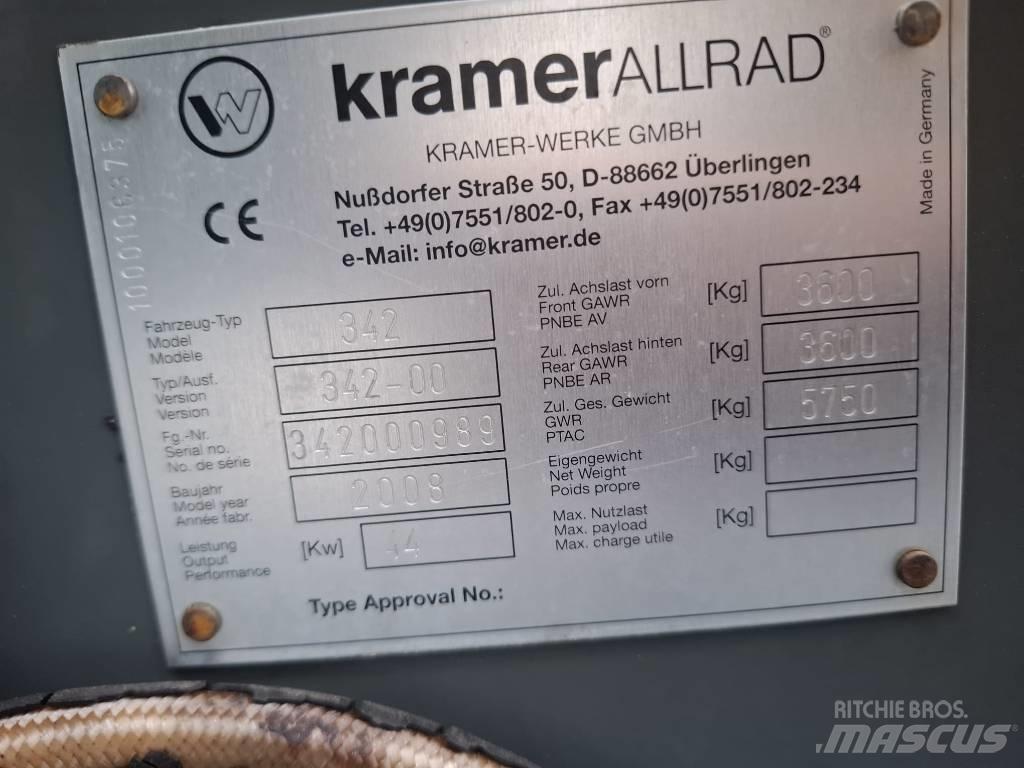 kramerALLRAD®
KRAMER-WERKE GMBH
Nußdorfer Straße 50, D-88662 Überlingen
Tel. +49(0)7551/802-0, Fax +49(0)7551/802-234
e-Mail: info@kramer.de
Made in Germany
CE
1000106375
Fahrzeug-Typ
Model
Modèle
342
Typ/Ausf.
Version
Version
342-00
Fg.-Nr.
Serial no.
No. de série
342000989
Baujahr
Model year
Année fabr.
2008
Leistung
Output
Performance
[Kw]
44
Zul. Achslast vorn
Front GAWR
PNBE AV
[Kg]
3600
Zul. Achslast hinten
Rear GAWR
PNBE AR
[Kg]
3600
Zul. Ges. Gewicht
GWR
PTAC
[Kg]
5750
Eigengewicht
Net Weight
Poids propre
[Kg]
Max. Nutzlast
Max. payload
Max. charge utile
[Kg]
Type Approval No.:
RITCHIE BROS.
MASCUS